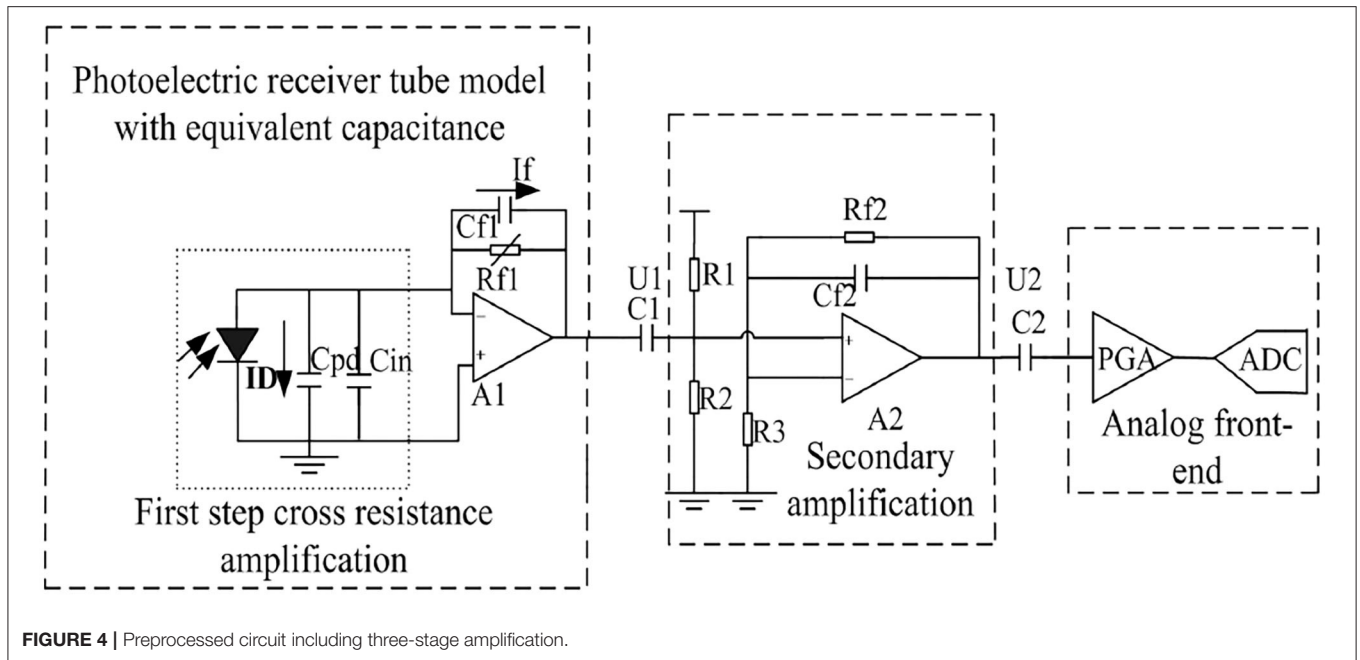 Photoelectric receiver tube model
with equivalent capacitance
If
Cf1
Rf1
ID
Cpd
Cin
−
+
A1
First step cross resistance
amplification
U1
C1
R1
R2
R3
Rf2
Cf2
+
−
A2
Secondary
amplification
U2
C2
PGA
ADC
Analog front-
end
FIGURE 4 | Preprocessed circuit including three-stage amplification.